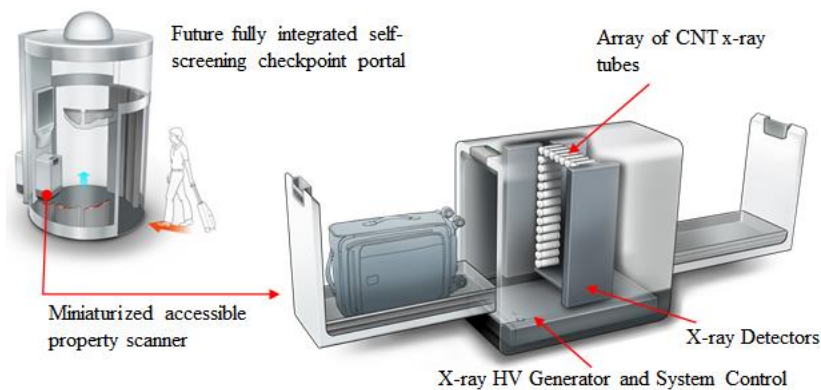 Future fully integrated self-
screening checkpoint portal
Array of CNT x-ray
tubes
Miniaturized accessible
property scanner
X-ray Detectors
X-ray HV Generator and System Control